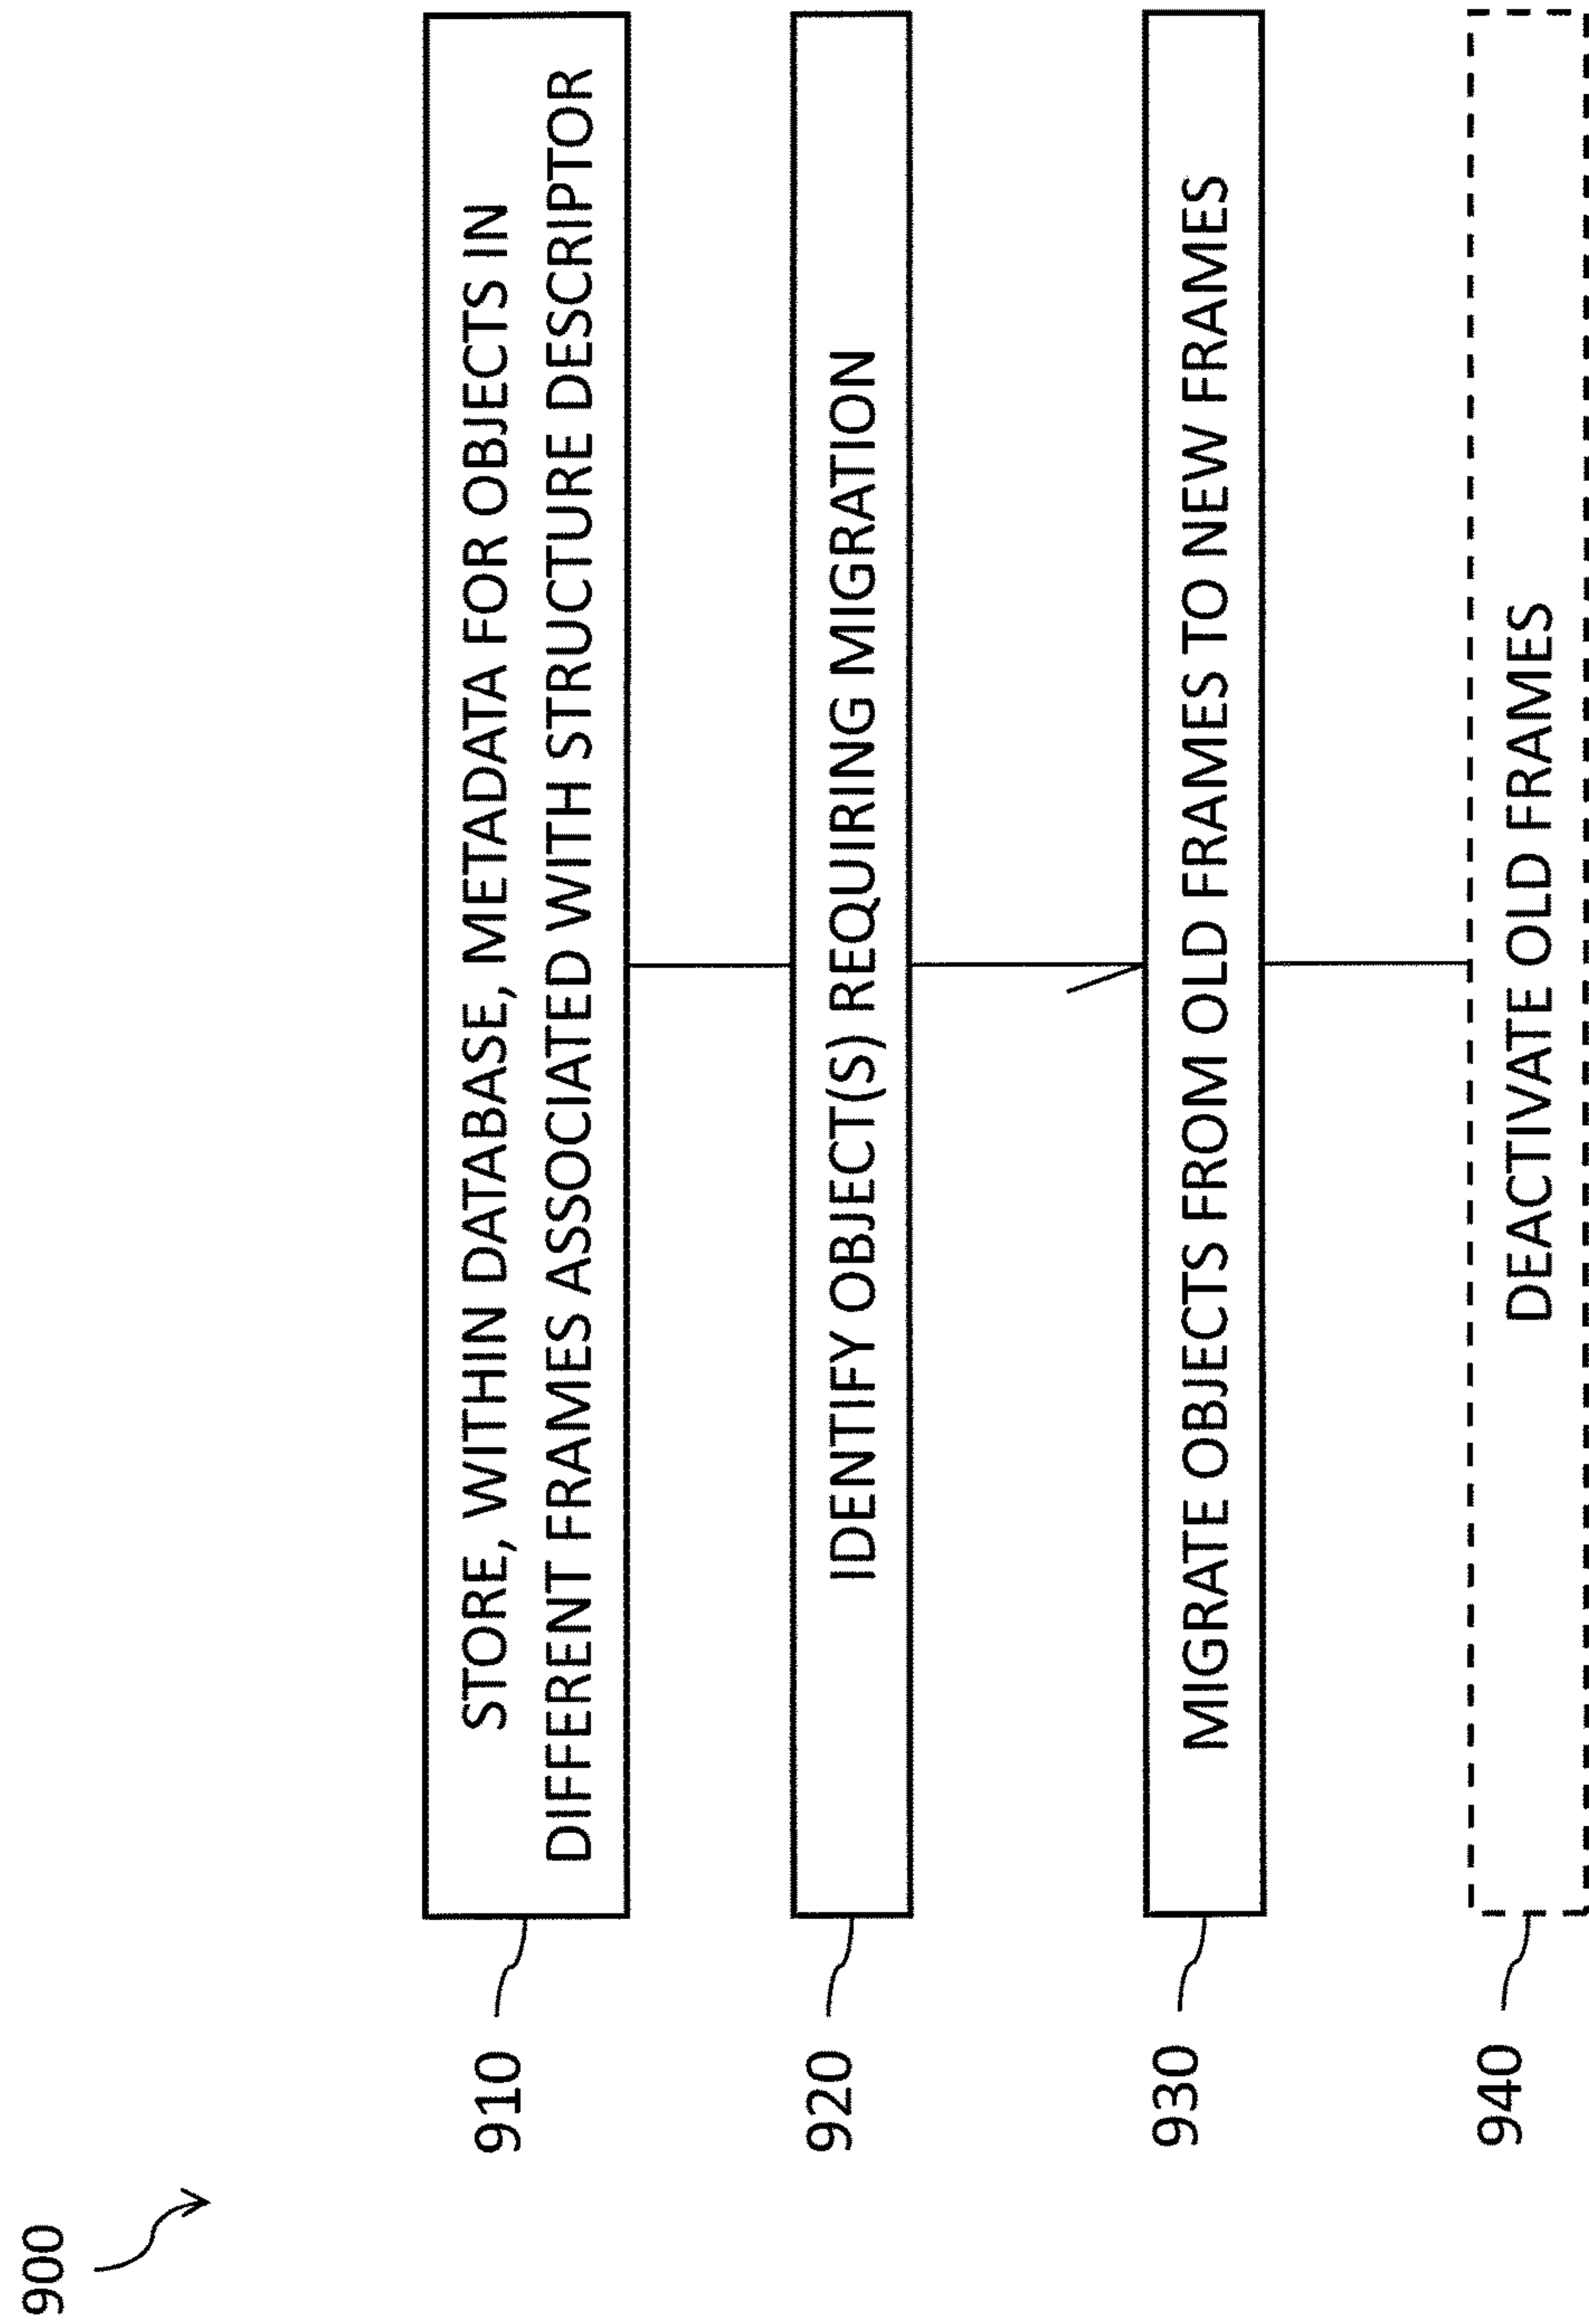 900
910
STORE, WITHIN DATABASE, METADATA FOR OBJECTS IN
DIFFERENT FRAMES ASSOCIATED WITH STRUCTURE DESCRIPTOR
920
IDENTIFY OBJECT(S) REQUIRING MIGRATION
930
MIGRATE OBJECTS FROM OLD FRAMES TO NEW FRAMES
940
DEACTIVATE OLD FRAMES